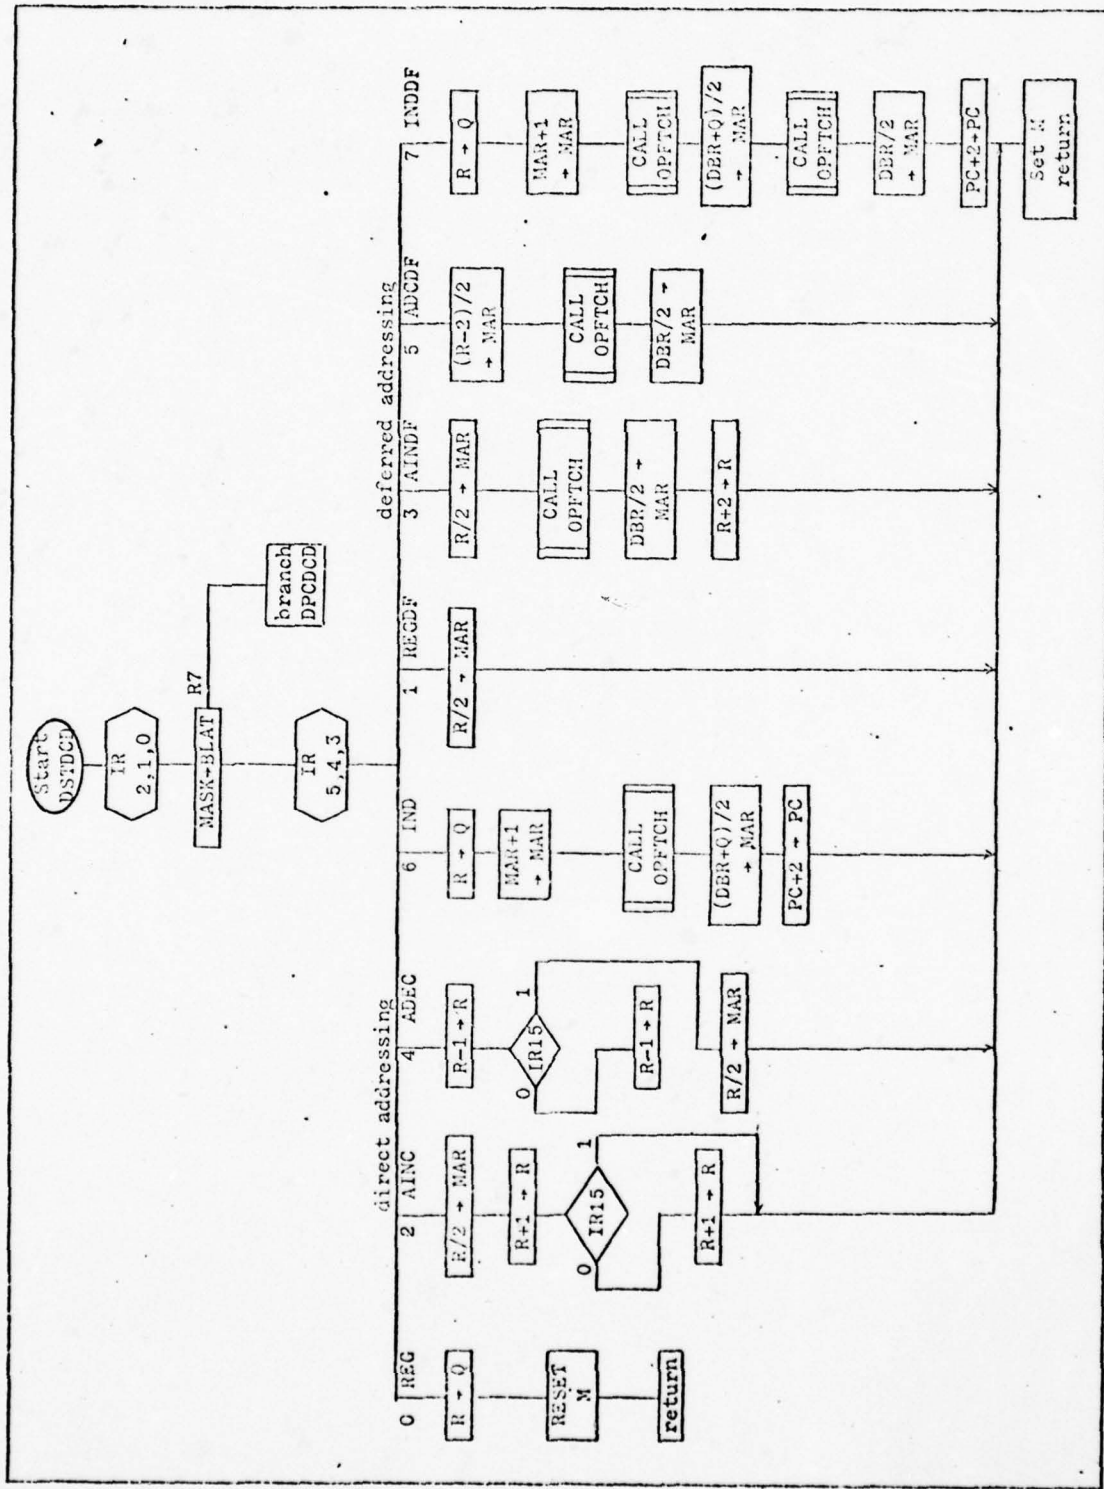 Start
DSTDCD
IR
2,1,0
MASK→BLAT
R7
branch
DPCDCD
IR
5,4,3
direct addressing
deferred addressing
0 REG
R → Q
RESET
M
return
2 AINC
R/2 → MAR
R+1 → R
IR15
0
1
R+1 → R
4 ADEC
R-1 → R
IR15
0
1
R-1 → R
R/2 → MAR
6 IND
R → Q
MAR+1
→ MAR
CALL
OPFTCH
(DBR+Q)/2
→ MAR
PC+2 → PC
1 REGDF
R/2 → MAR
3 AINDF
R/2 → MAR
CALL
OPFTCH
DBR/2 →
MAR
R+2 → R
5 ADCDF
(R-2)/2
→ MAR
CALL
OPFTCH
DBR/2 →
MAR
7 INDDF
R → Q
MAR+1
→ MAR
CALL
OPFTCH
(DBR+Q)/2
→ MAR
CALL
OPFTCH
DBR/2
→ MAR
PC+2→PC
Set M
return